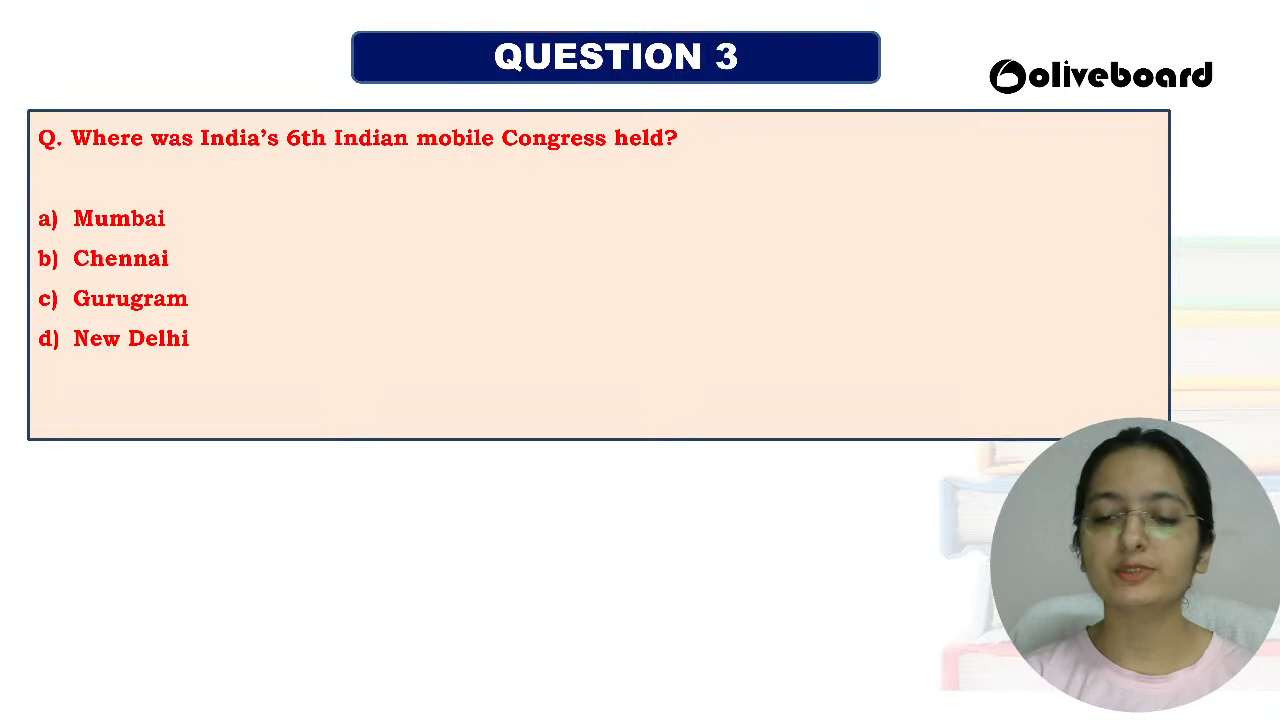 QUESTION 3
oliveboard
Q. Where was India’s 6th Indian mobile Congress held?
a) Mumbai
b) Chennai
c) Gurugram
d) New Delhi